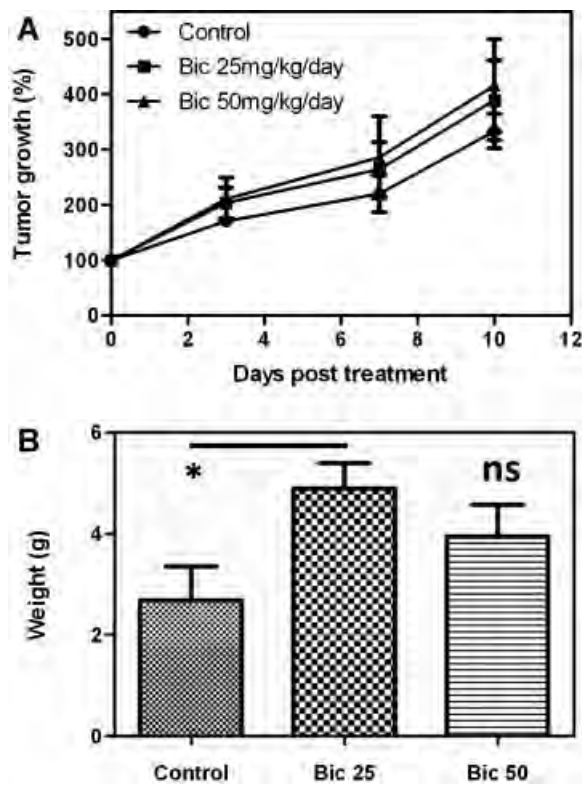 A
Control
Bic 25mg/kg/day
Bic 50mg/kg/day
Tumor growth (%)
500
400
300
200
100
0
0 2 4 6 8 10 12
Days post treatment
B
Weight (g)
6
4
2
0
*
ns
Control Bic 25 Bic 50